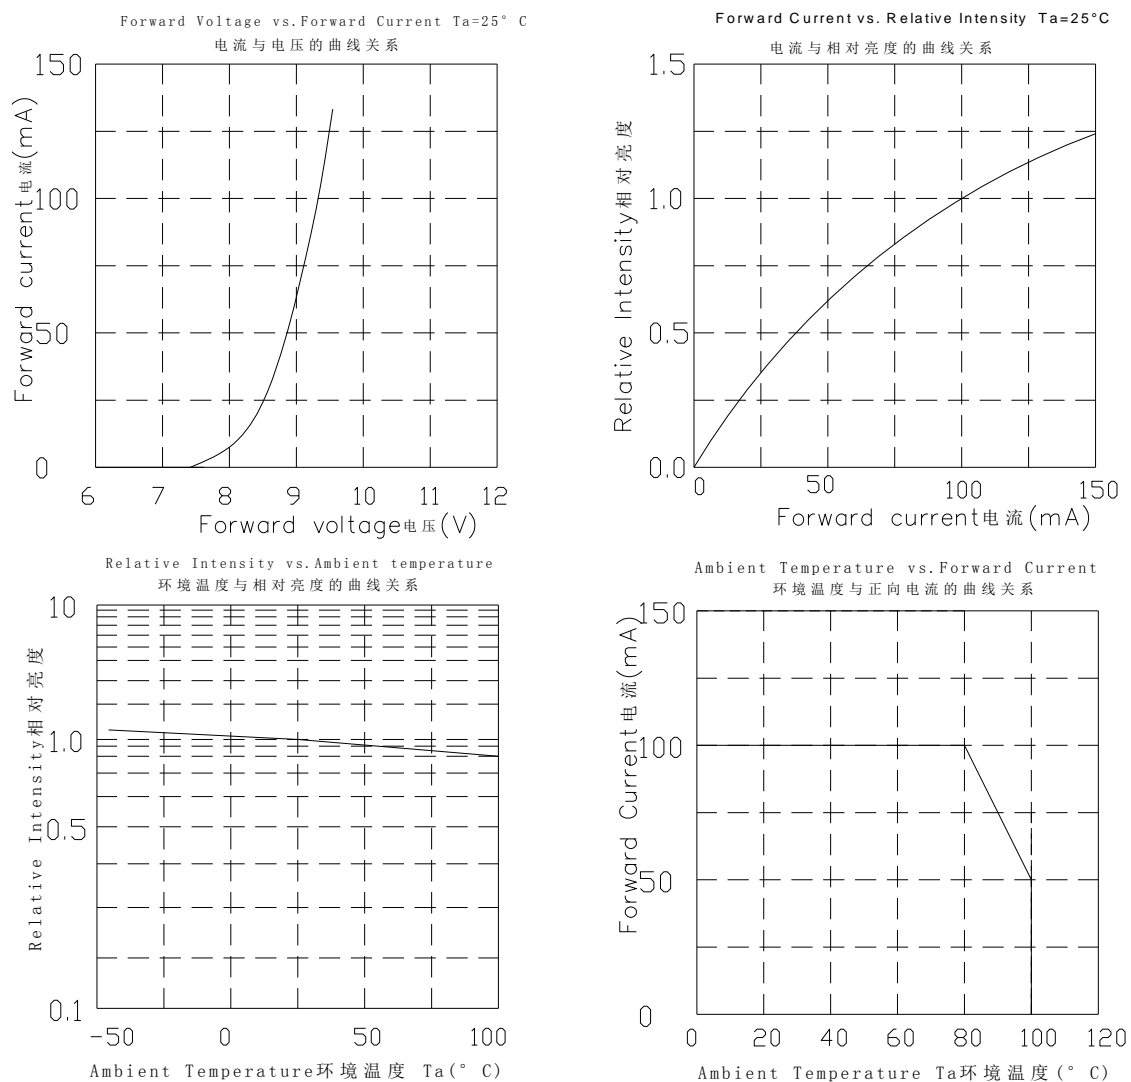 Forward Voltage vs.Forward Current Ta=25° C
电流与电压的曲线关系
150
100
50
0
Forward current电流(mA)
6 7 8 9 10 11 12
Forward voltage电压(V)
Forward Current vs. Relative Intensity Ta=25°C
电流与相对亮度的曲线关系
1.5
1.0
0.5
0.0
Relative Intensity相对亮度
0 50 100 150
Forward current电流(mA)
Relative Intensity vs.Ambient temperature
环境温度与相对亮度的曲线关系
10
1.0
0.5
0.1
Relative Intensity相对亮度
-50 0 50 100
Ambient Temperature环境温度 Ta(° C)
Ambient Temperature vs.Forward Current
环境温度与正向电流的曲线关系
150
100
50
0
Forward Current电流(mA)
0 20 40 60 80 100 120
Ambient Temperature Ta环境温度(° C)